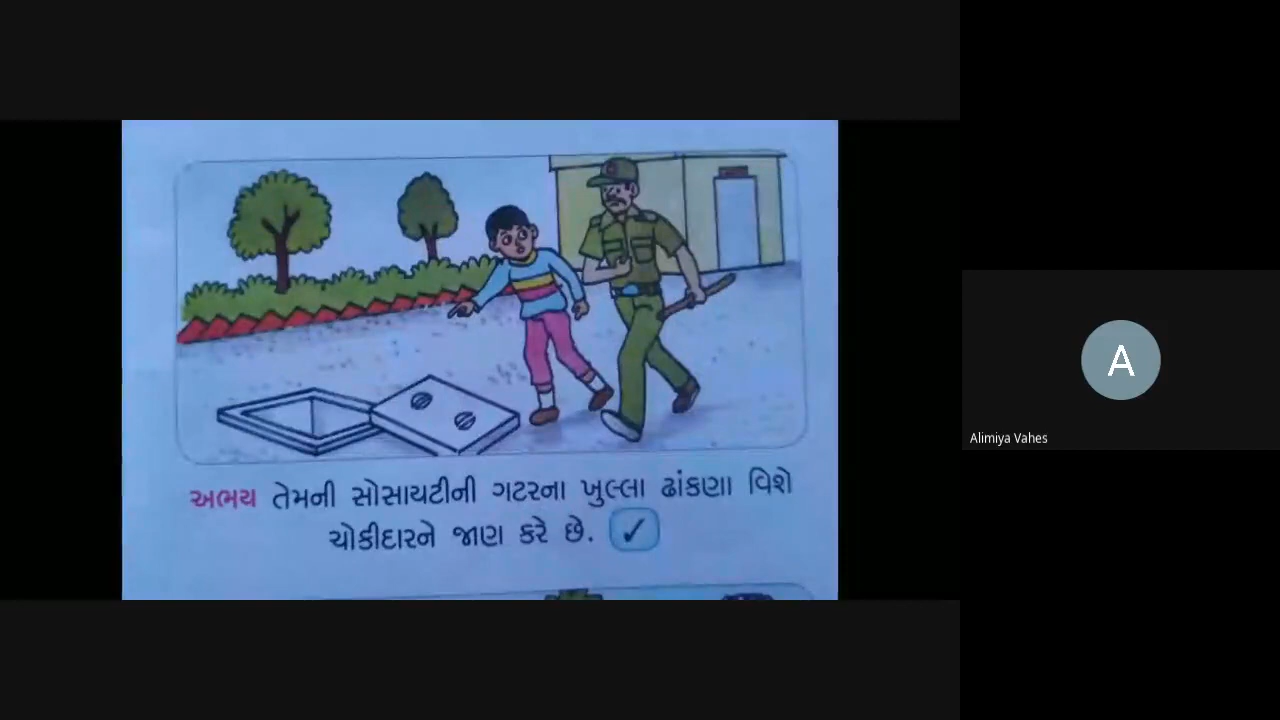 અભય તેમની સોસાયટીની ગટરના ખુલ્લા ઢાંકણા વિશે
ચોકીદારને જાણ કરે છે. ✓
A
Alimiya Vahes